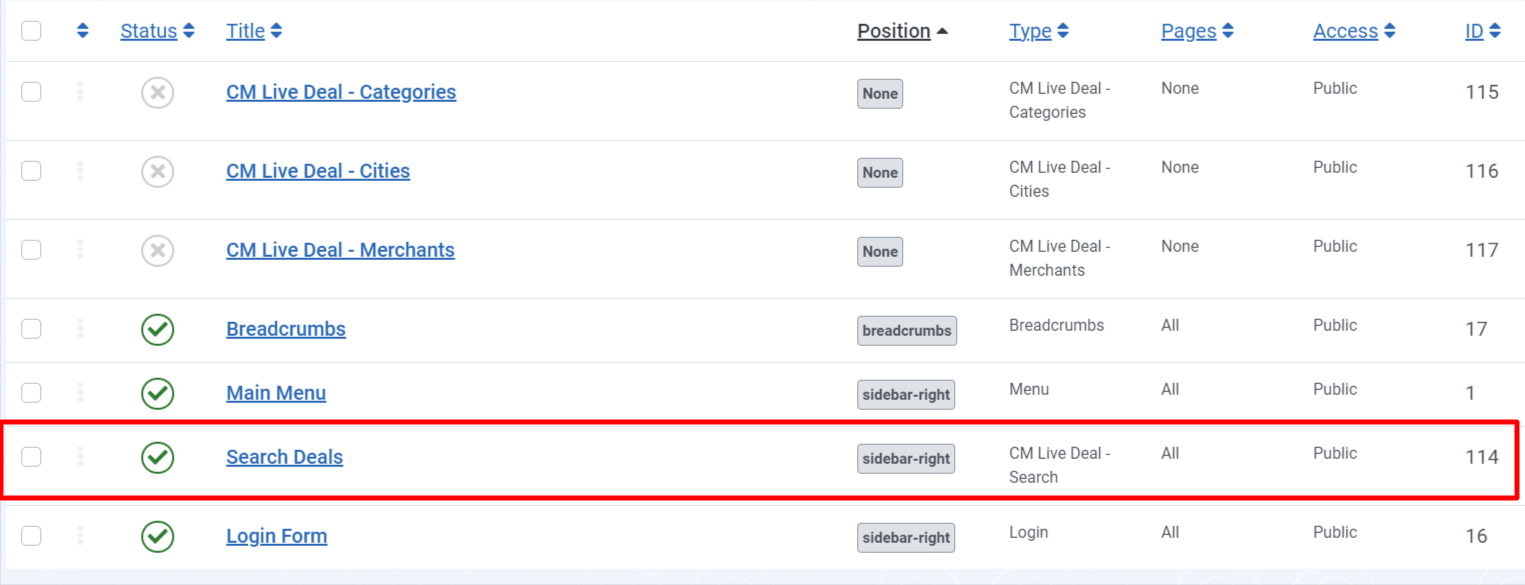 Status Title Position Type Pages Access ID
CM Live Deal - Categories None CM Live Deal - None Public 115
Categories
CM Live Deal - Cities None CM Live Deal - None Public 116
Cities
CM Live Deal - Merchants None CM Live Deal - None Public 117
Merchants
Breadcrumbs breadcrumbs Breadcrumbs All Public 17
Main Menu sidebar-right Menu All Public 1
Search Deals sidebar-right CM Live Deal - All Public 114
Search
Login Form sidebar-right Login All Public 16